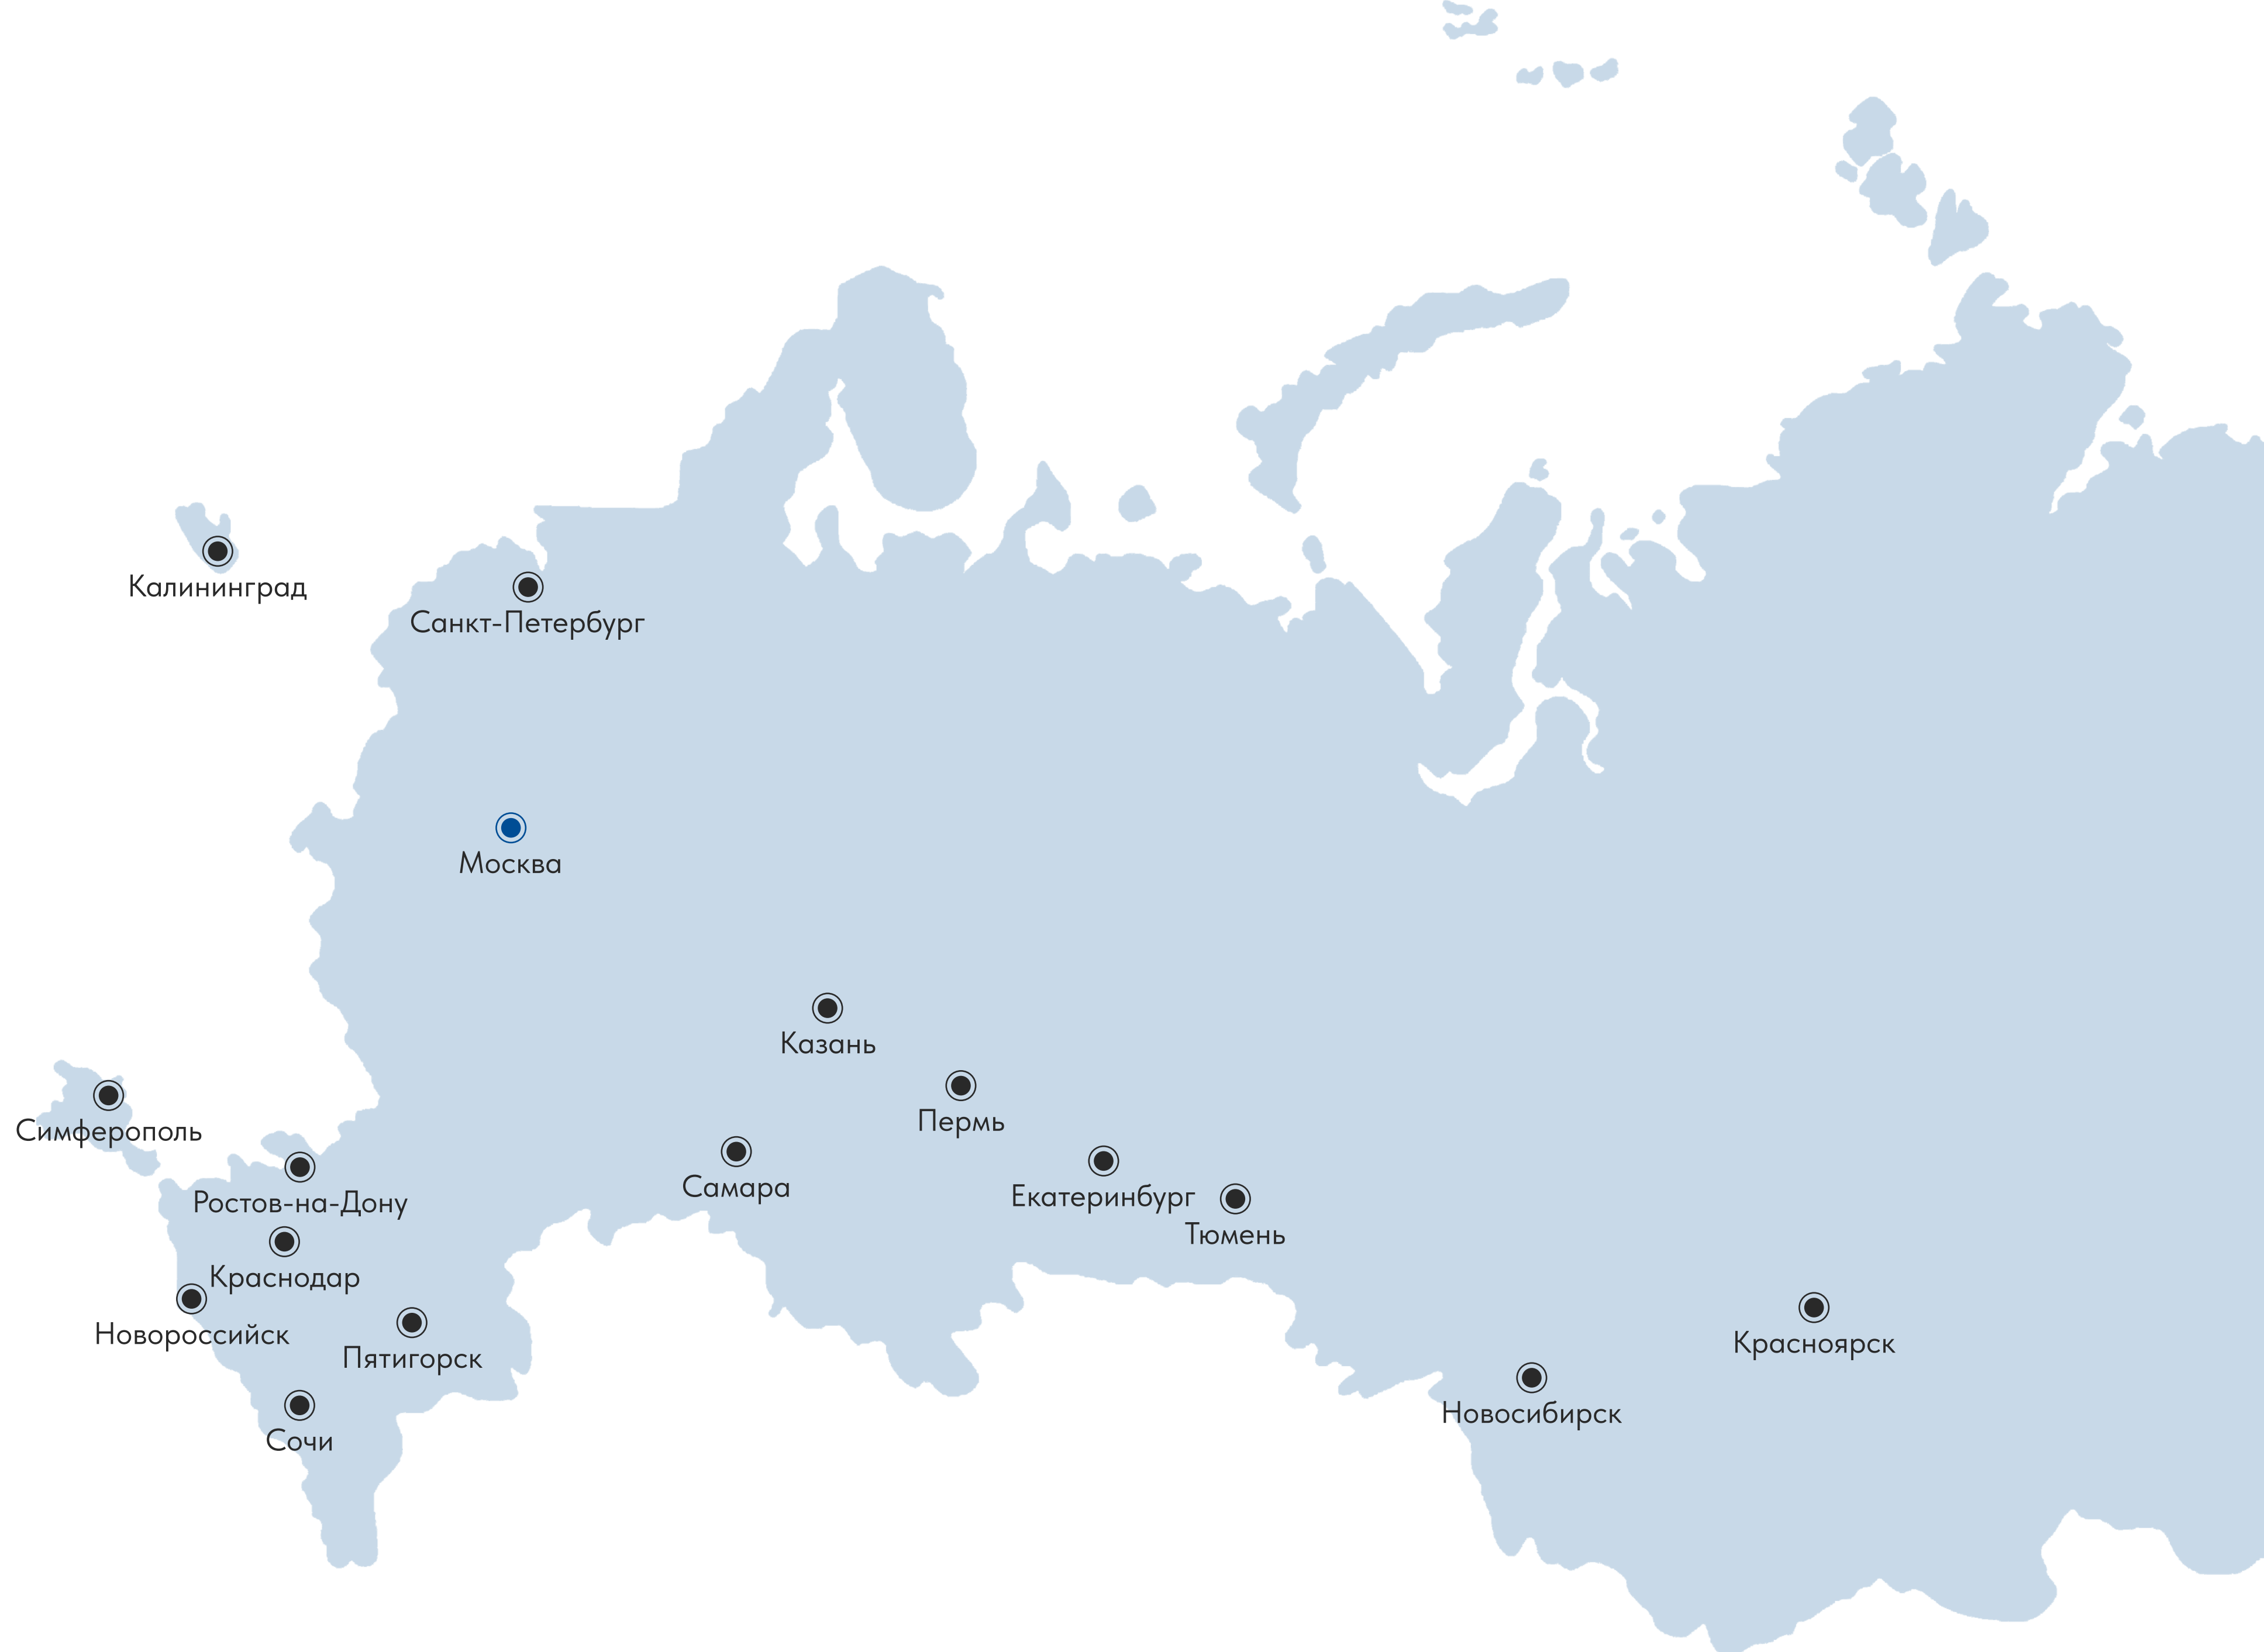 Калининград
Санкт-Петербург
Москва
Казань
Пермь
Симферополь
Самара
Екатеринбург
Ростов-на-Дону
Тюмень
Краснодар
Новороссийск
Красноярск
Пятигорск
Новосибирск
Сочи